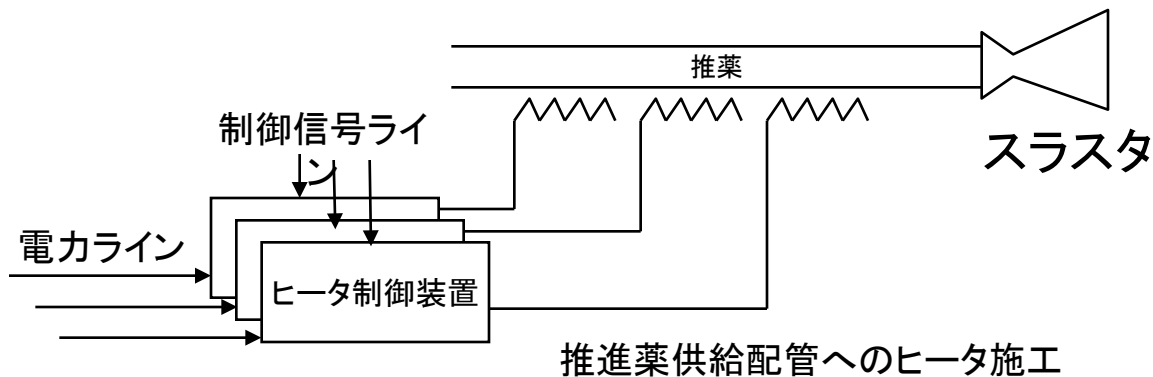 推薬
スラスタ
制御信号ライ
ン
電力ライン
ヒータ制御装置
推進薬供給配管へのヒータ施工